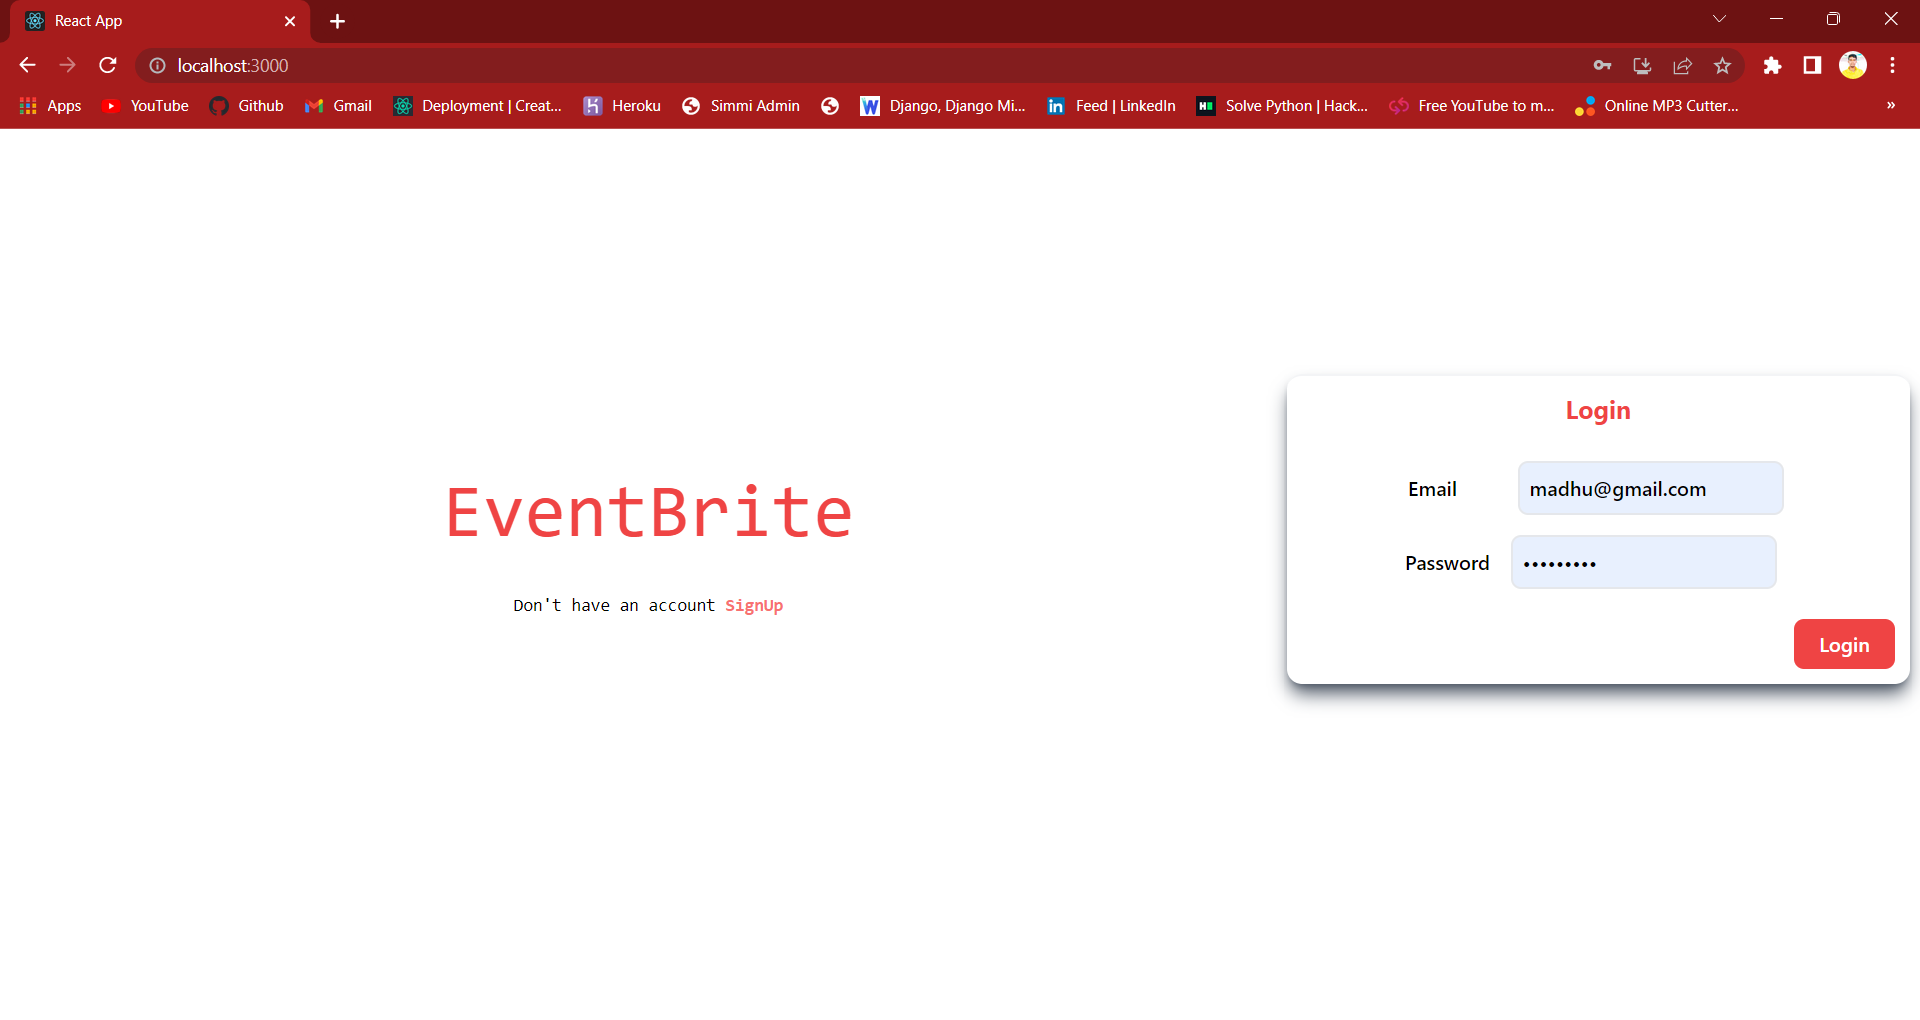 React App
localhost:3000
Apps YouTube Github Gmail Deployment | Creat... Heroku Simmi Admin Django, Django Mi... Feed | LinkedIn Solve Python | Hack... Free YouTube to m... Online MP3 Cutter... »
Login
Email madhu@gmail.com
EventBrite
Password •••••••••
Don't have an account SignUp
Login